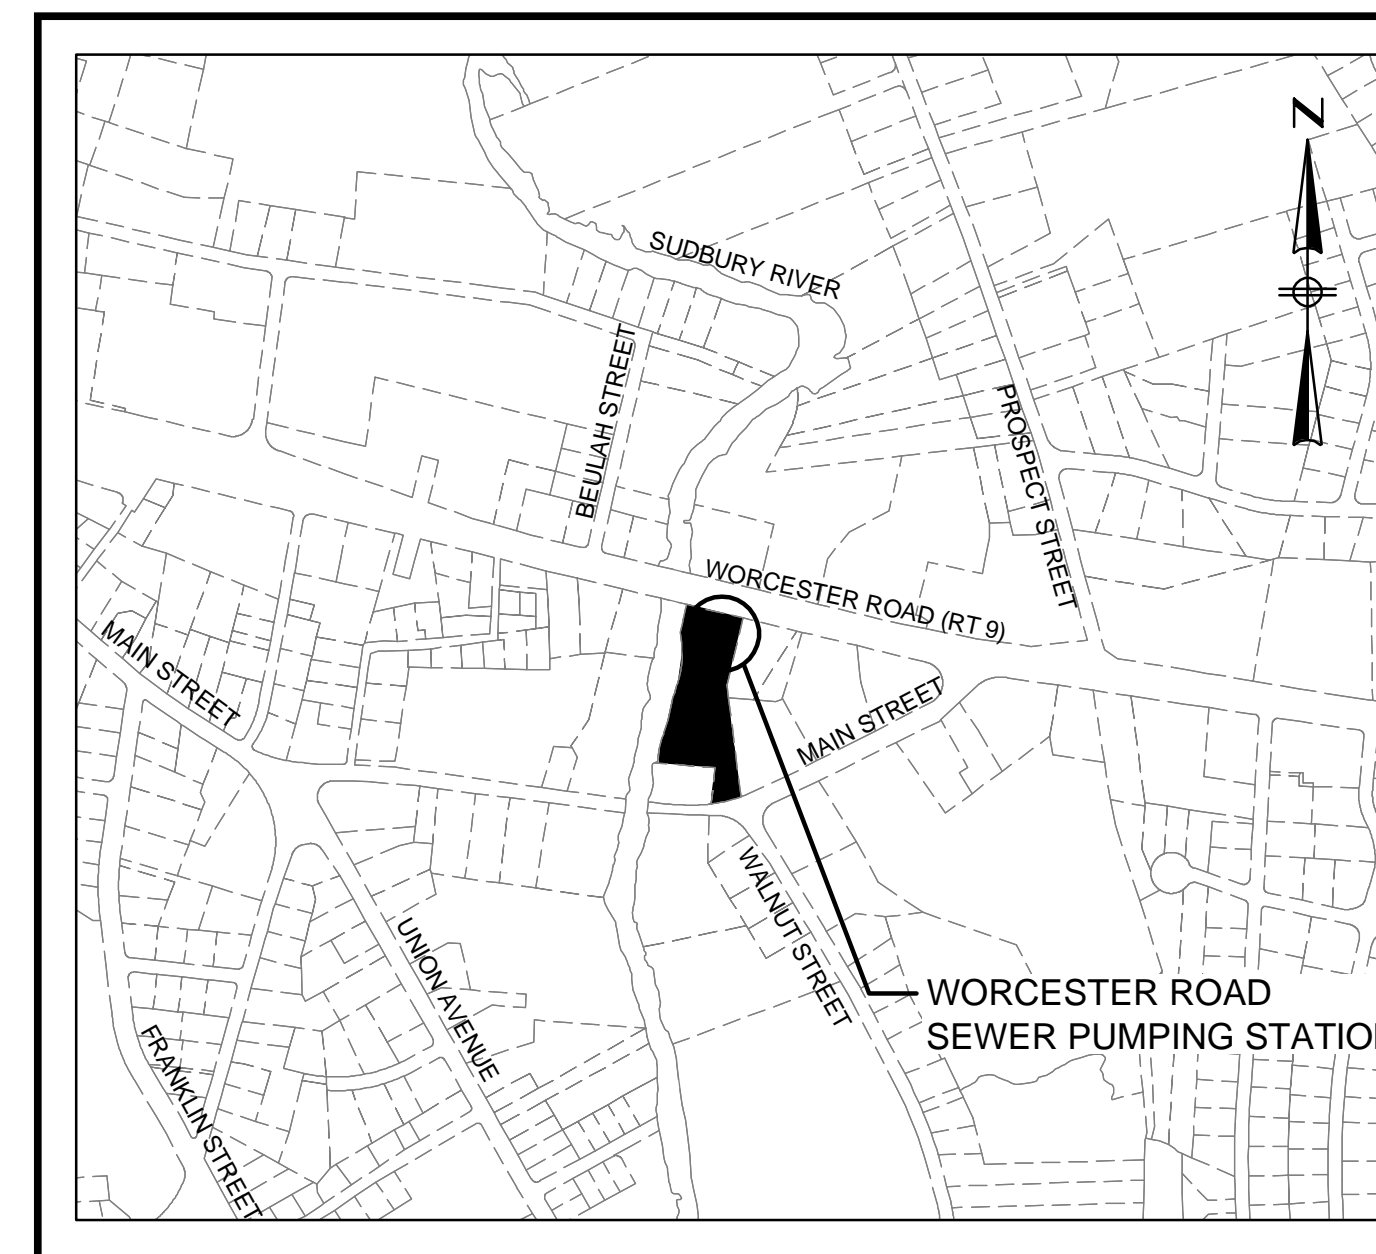 N
SUDBURY RIVER
BEULAH STREET
PROSPECT STREET
WORCESTER ROAD (RT 9)
MAIN STREET
MAIN STREET
WALNUT STREET
UNION AVENUE
WORCESTER ROAD
SEWER PUMPING STATION
FRANKLIN STREET